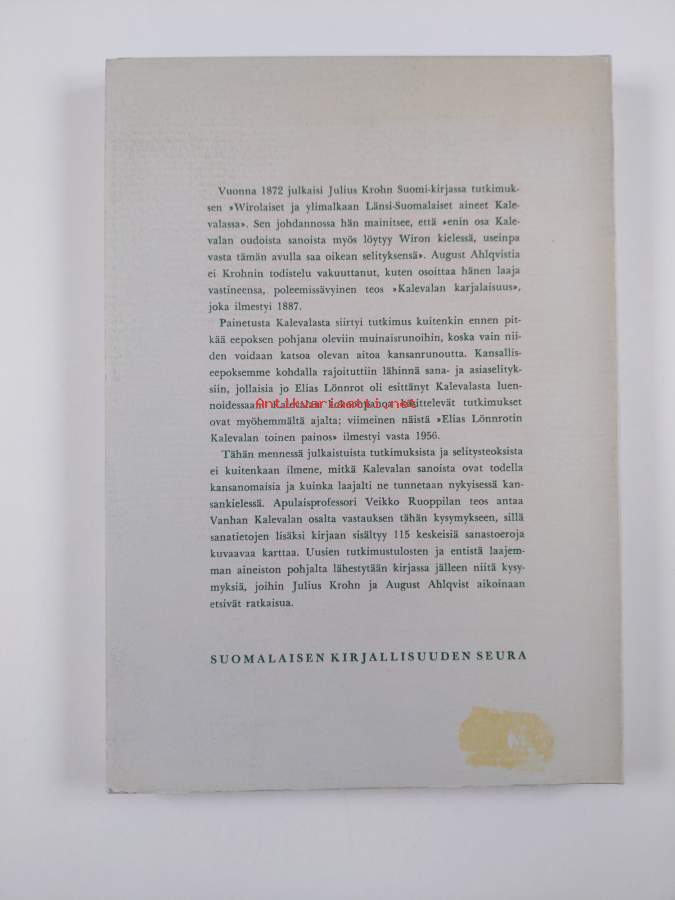 Vuonna 1872 julkaisi Julius Krohn Suomi-kirjassa tutkimuk-
sen »Wirolaiset ja ylimalkaan Länsi-Suomalaiset aineet Kale-
valassa». Sen johdannossa hän mainitsee, että »enin osa Kale-
valan oudoista sanoista myös löytyy Wiron kielessä, useinpa
vasta tämän avulla saa oikean selityksensä». August Ahlqvistia
ei Krohnin todistelu vakuuttanut, kuten osoittaa hänen laaja
vastineensa, poleemissävyinen teos »Kalevalan karjalaisuus»,
joka ilmestyi 1887.
Painetusta Kalevalasta siirtyi tutkimus kuitenkin ennen pit-
kää eepoksen pohjana oleviin muinaisrunoihin, koska vain nii-
den voidaan katsoa olevan aitoa kansanrunoutta. Kansallis-
eepoksemme kohdalla rajoituttiin lähinnä sana- ja asiaselityk-
siin, jollaisia jo Elias Lönnrot oli esittänyt Kalevalasta luen-
noidessaan. Kalevalan kokoonpanoa käsittelevät tutkimukset
Antikvariaatti.net
ovat myöhemmältä ajalta; viimeinen näistä »Elias Lönnrotin
Kalevalan toinen painos» ilmestyi vasta 1956.
Tähän mennessä julkaistuista tutkimuksista ja selitysteoksista
ei kuitenkaan ilmene, mitkä Kalevalan sanoista ovat todella
kansanomaisia ja kuinka laajalti ne tunnetaan nykyisessä kan-
sankielessä. Apulaisprofessori Veikko Ruoppilan teos antaa
Vanhan Kalevalan osalta vastauksen tähän kysymykseen, sillä
sanatietojen lisäksi kirjaan sisältyy 115 keskeisiä sanastoeroja
kuvaavaa karttaa. Uusien tutkimustulosten ja entistä laajem-
man aineiston pohjalta lähestytään kirjassa jälleen niitä kysy-
myksiä, joihin Julius Krohn ja August Ahlqvist aikoinaan
etsivät ratkaisua.
SUOMALAISEN KIRJALLISUUDEN SEURA